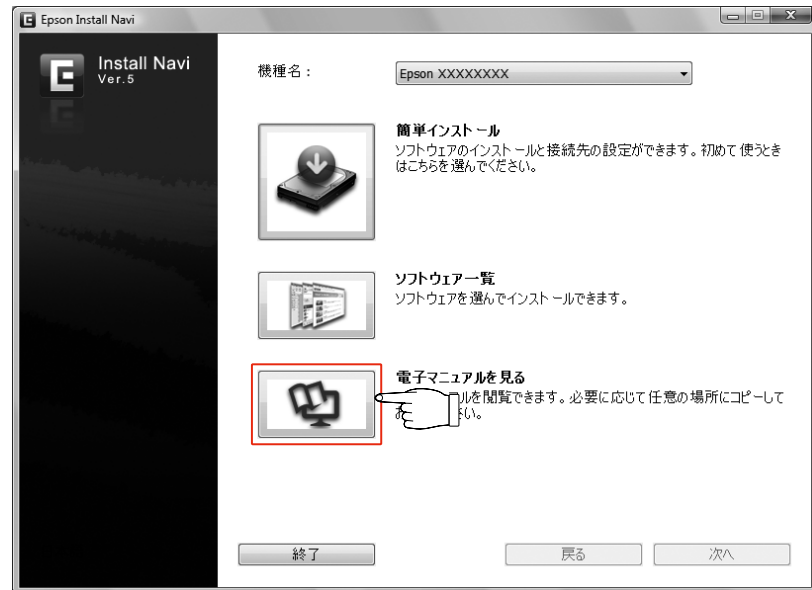 Epson Install Navi
Install Navi
Ver.5
機種名：
Epson XXXXXXXX
簡単インストール
ソフトウェアのインストールと接続先の設定ができます。初めて使うとき
はこちらを選んでください。
ソフトウェア一覧
ソフトウェアを選んでインストールできます。
電子マニュアルを見る
ルを閲覧できます。必要に応じて任意の場所にコピーして
い。
終了
戻る
次へ